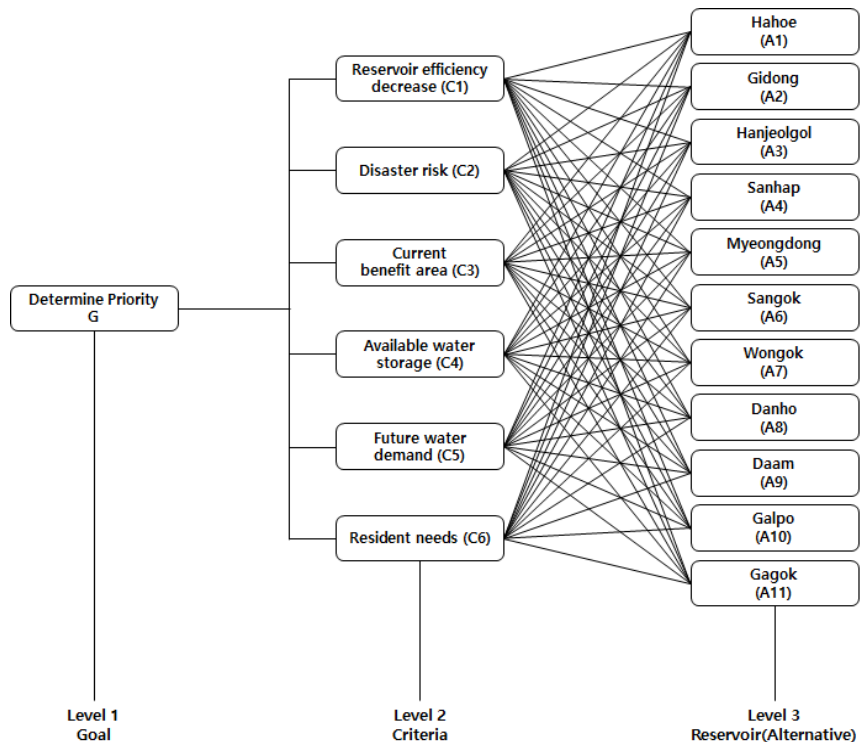 Determine Priority
G
Reservoir efficiency
decrease (C1)
Disaster risk (C2)
Current
benefit area (C3)
Available water
storage (C4)
Future water
demand (C5)
Resident needs (C6)
Hahoe
(A1)
Gidong
(A2)
Hanjeolgol
(A3)
Sanhap
(A4)
Myeongdong
(A5)
Sangok
(A6)
Wongok
(A7)
Danho
(A8)
Daam
(A9)
Galpo
(A10)
Gagok
(A11)
Level 1
Goal
Level 2
Criteria
Level 3
Reservoir(Alternative)